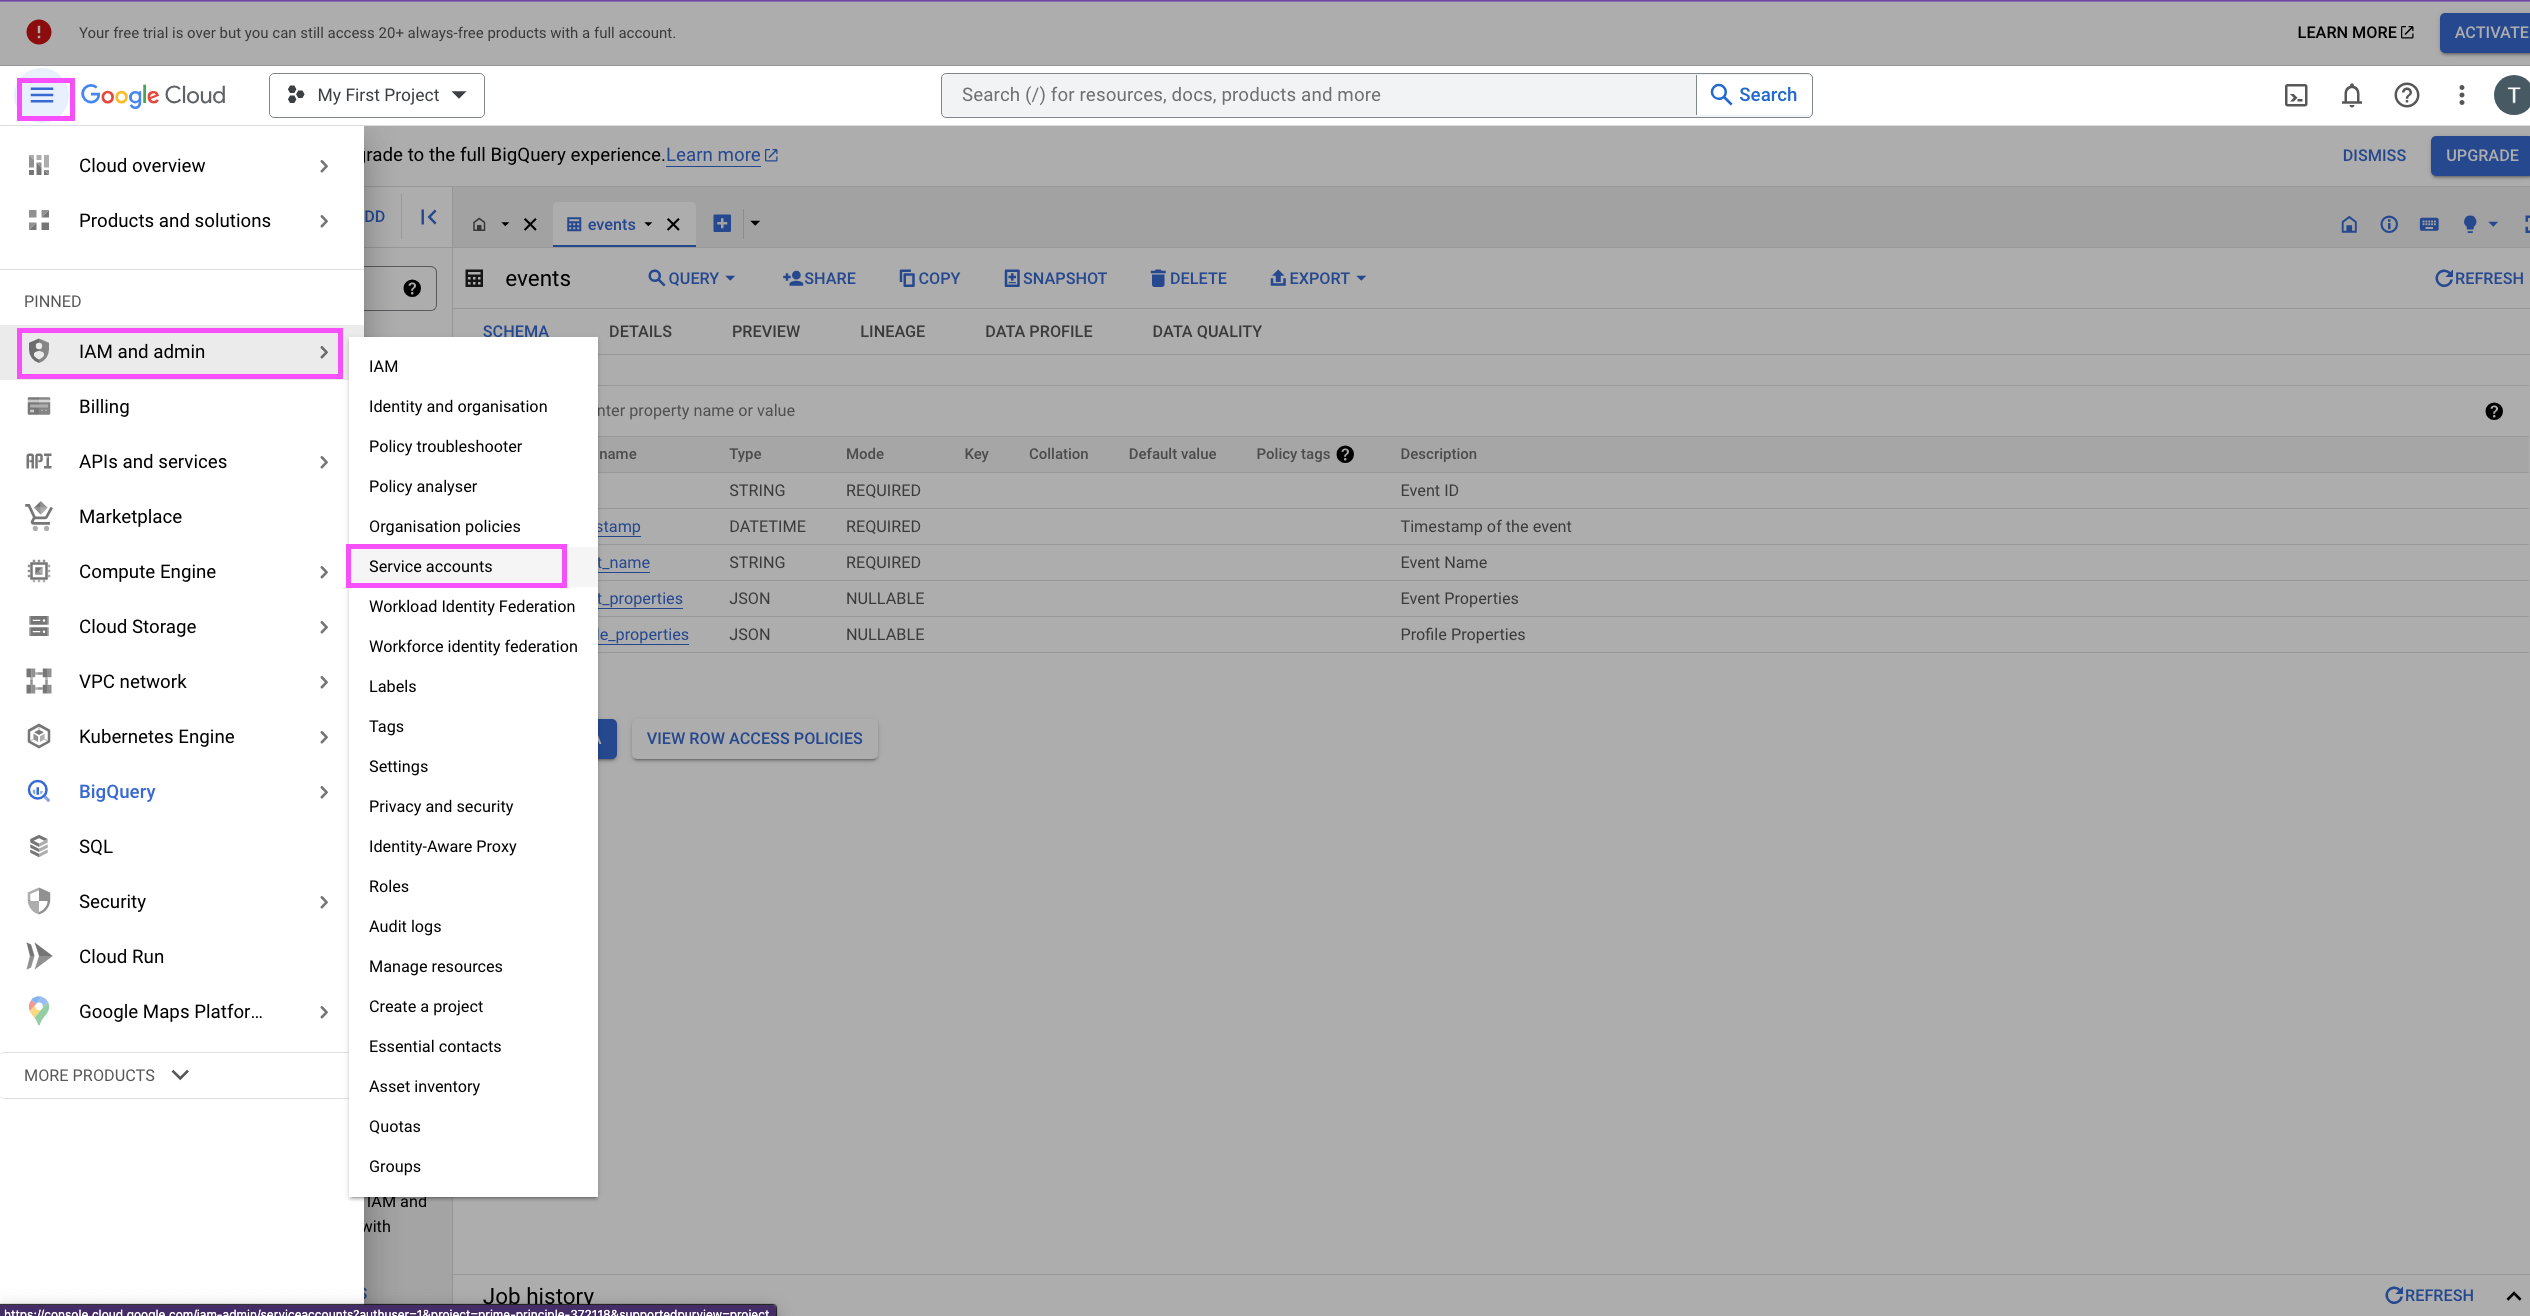 Your free trial is over but you can still access 20+ always-free products with a full account.
LEARN MORE
ACTIVATE
Google Cloud
My First Project
Search (/) for resources, docs, products and more
Search
T
Cloud overview
Products and solutions
PINNED
IAM and admin
Billing
APIs and services
Marketplace
Compute Engine
Cloud Storage
VPC network
Kubernetes Engine
BigQuery
SQL
Security
Cloud Run
Google Maps Platfor...
MORE PRODUCTS
IAM
Identity and organisation
Policy troubleshooter
Policy analyser
Organisation policies
Service accounts
Workload Identity Federation
Workforce identity federation
Labels
Tags
Settings
Privacy and security
Identity-Aware Proxy
Roles
Audit logs
Manage resources
Create a project
Essential contacts
Asset inventory
Quotas
Groups
rade to the full BigQuery experience. Learn more
DISMISS
UPGRADE
DD
events
events
QUERY
SHARE
COPY
SNAPSHOT
DELETE
EXPORT
REFRESH
SCHEMA
DETAILS
PREVIEW
LINEAGE
DATA PROFILE
DATA QUALITY
nter property name or value
name Type Mode Key Collation Default value Policy tags Description
STRING REQUIRED Event ID
stamp DATETIME REQUIRED Timestamp of the event
t_name STRING REQUIRED Event Name
t_properties JSON NULLABLE Event Properties
le_properties JSON NULLABLE Profile Properties
VIEW ROW ACCESS POLICIES
IAM and
with
Job history
REFRESH
https://console.cloud.google.com/iam-admin/serviceaccounts?authuser=1&project=prime-principle-372118&supportedpurview=project